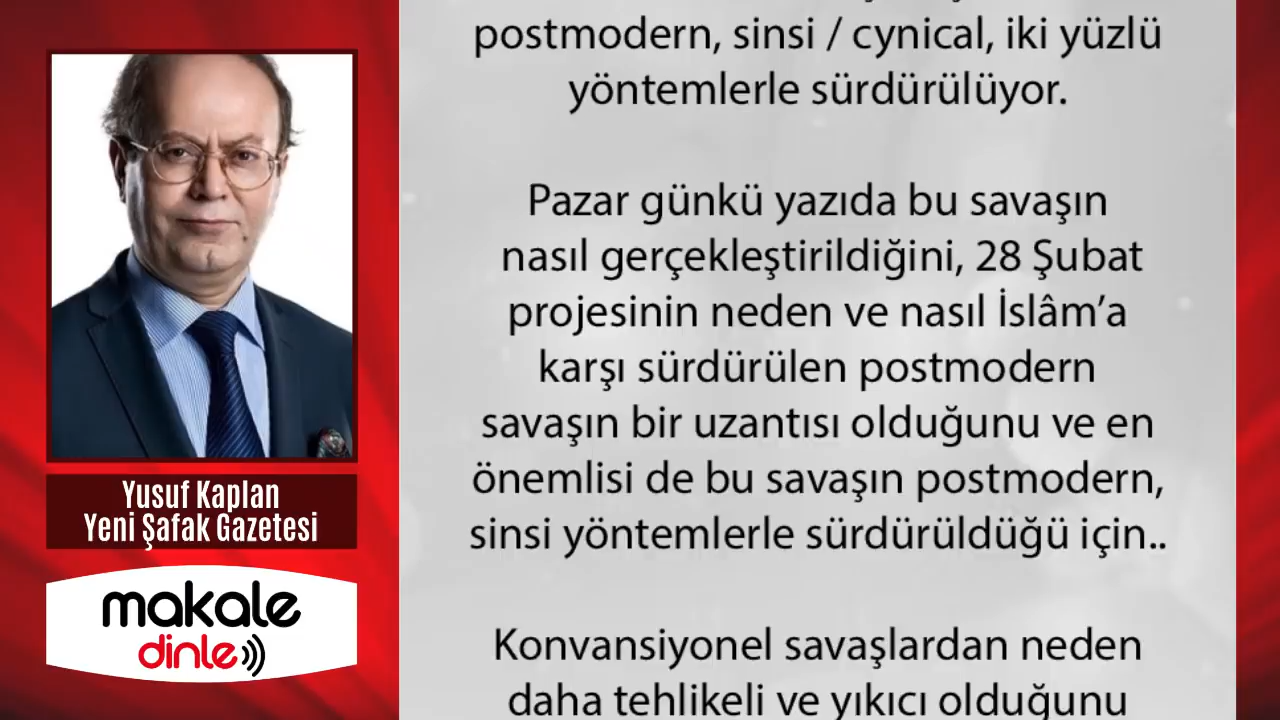 postmodern, sinsi / cynical, iki yüzlü
yöntemlerle sürdürülüyor.
Pazar günkü yazıda bu savaşın
nasıl gerçekleştirildiğini, 28 Şubat
projesinin neden ve nasıl İslâm’a
karşı sürdürülen postmodern
savaşın bir uzantısı olduğunu ve en
önemlisi de bu savaşın postmodern,
sinsi yöntemlerle sürdürüldüğü için..
Konvansiyonel savaşlardan neden
daha tehlikeli ve yıkıcı olduğunu
Yusuf Kaplan
Yeni Şafak Gazetesi
makale
dinle